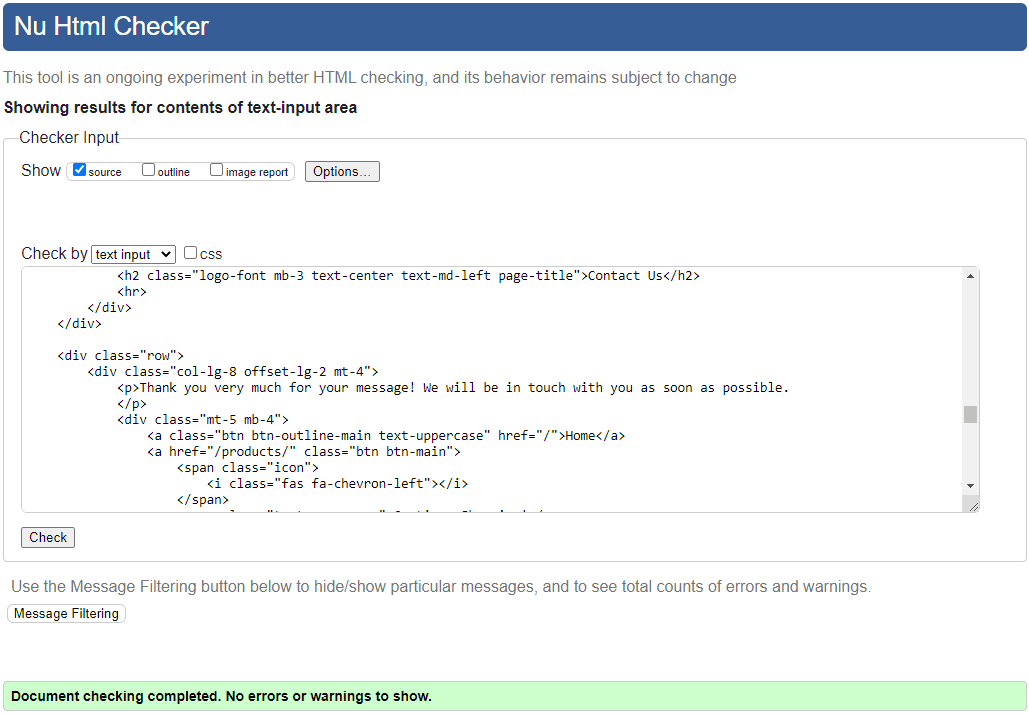 Nu Html Checker
This tool is an ongoing experiment in better HTML checking, and its behavior remains subject to change
Showing results for contents of text-input area
Checker Input
Show source outline image report Options...
Check by text input css
<h2 class="logo-font mb-3 text-center text-md-left page-title">Contact Us</h2>
<hr>
</div>
</div>
<div class="row">
<div class="col-lg-8 offset-lg-2 mt-4">
<p>Thank you very much for your message! We will be in touch with you as soon as possible.
</p>
<div class="mt-5 mb-4">
<a class="btn btn-outline-main text-uppercase" href="/">Home</a>
<a href="/products/" class="btn btn-main">
<span class="icon">
<i class="fas fa-chevron-left"></i>
</span>
Check
Use the Message Filtering button below to hide/show particular messages, and to see total counts of errors and warnings.
Message Filtering
Document checking completed. No errors or warnings to show.